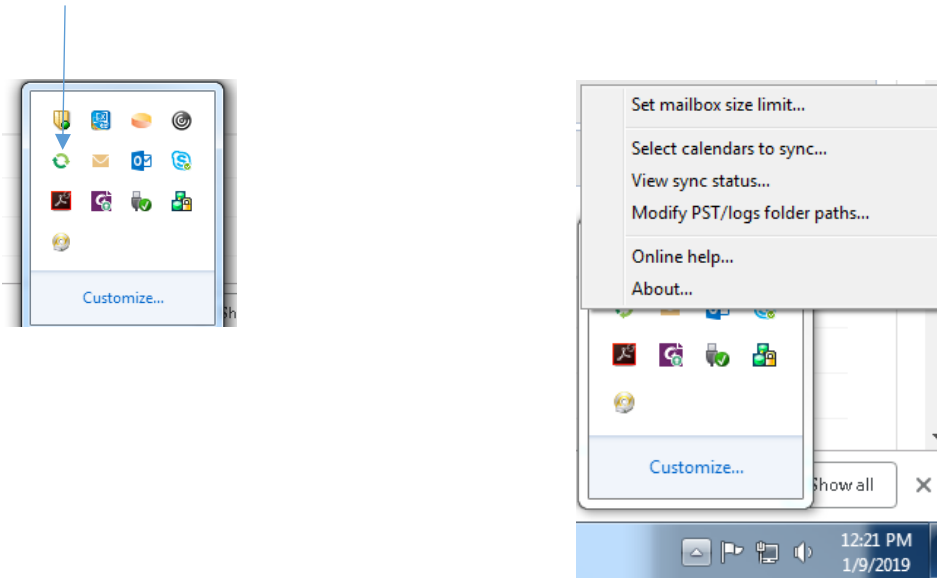 Customize...
Sh
Set mailbox size limit...
Select calendars to sync...
View sync status...
Modify PST/logs folder paths...
Online help...
About...
Customize...
Show all
12:21 PM
1/9/2019